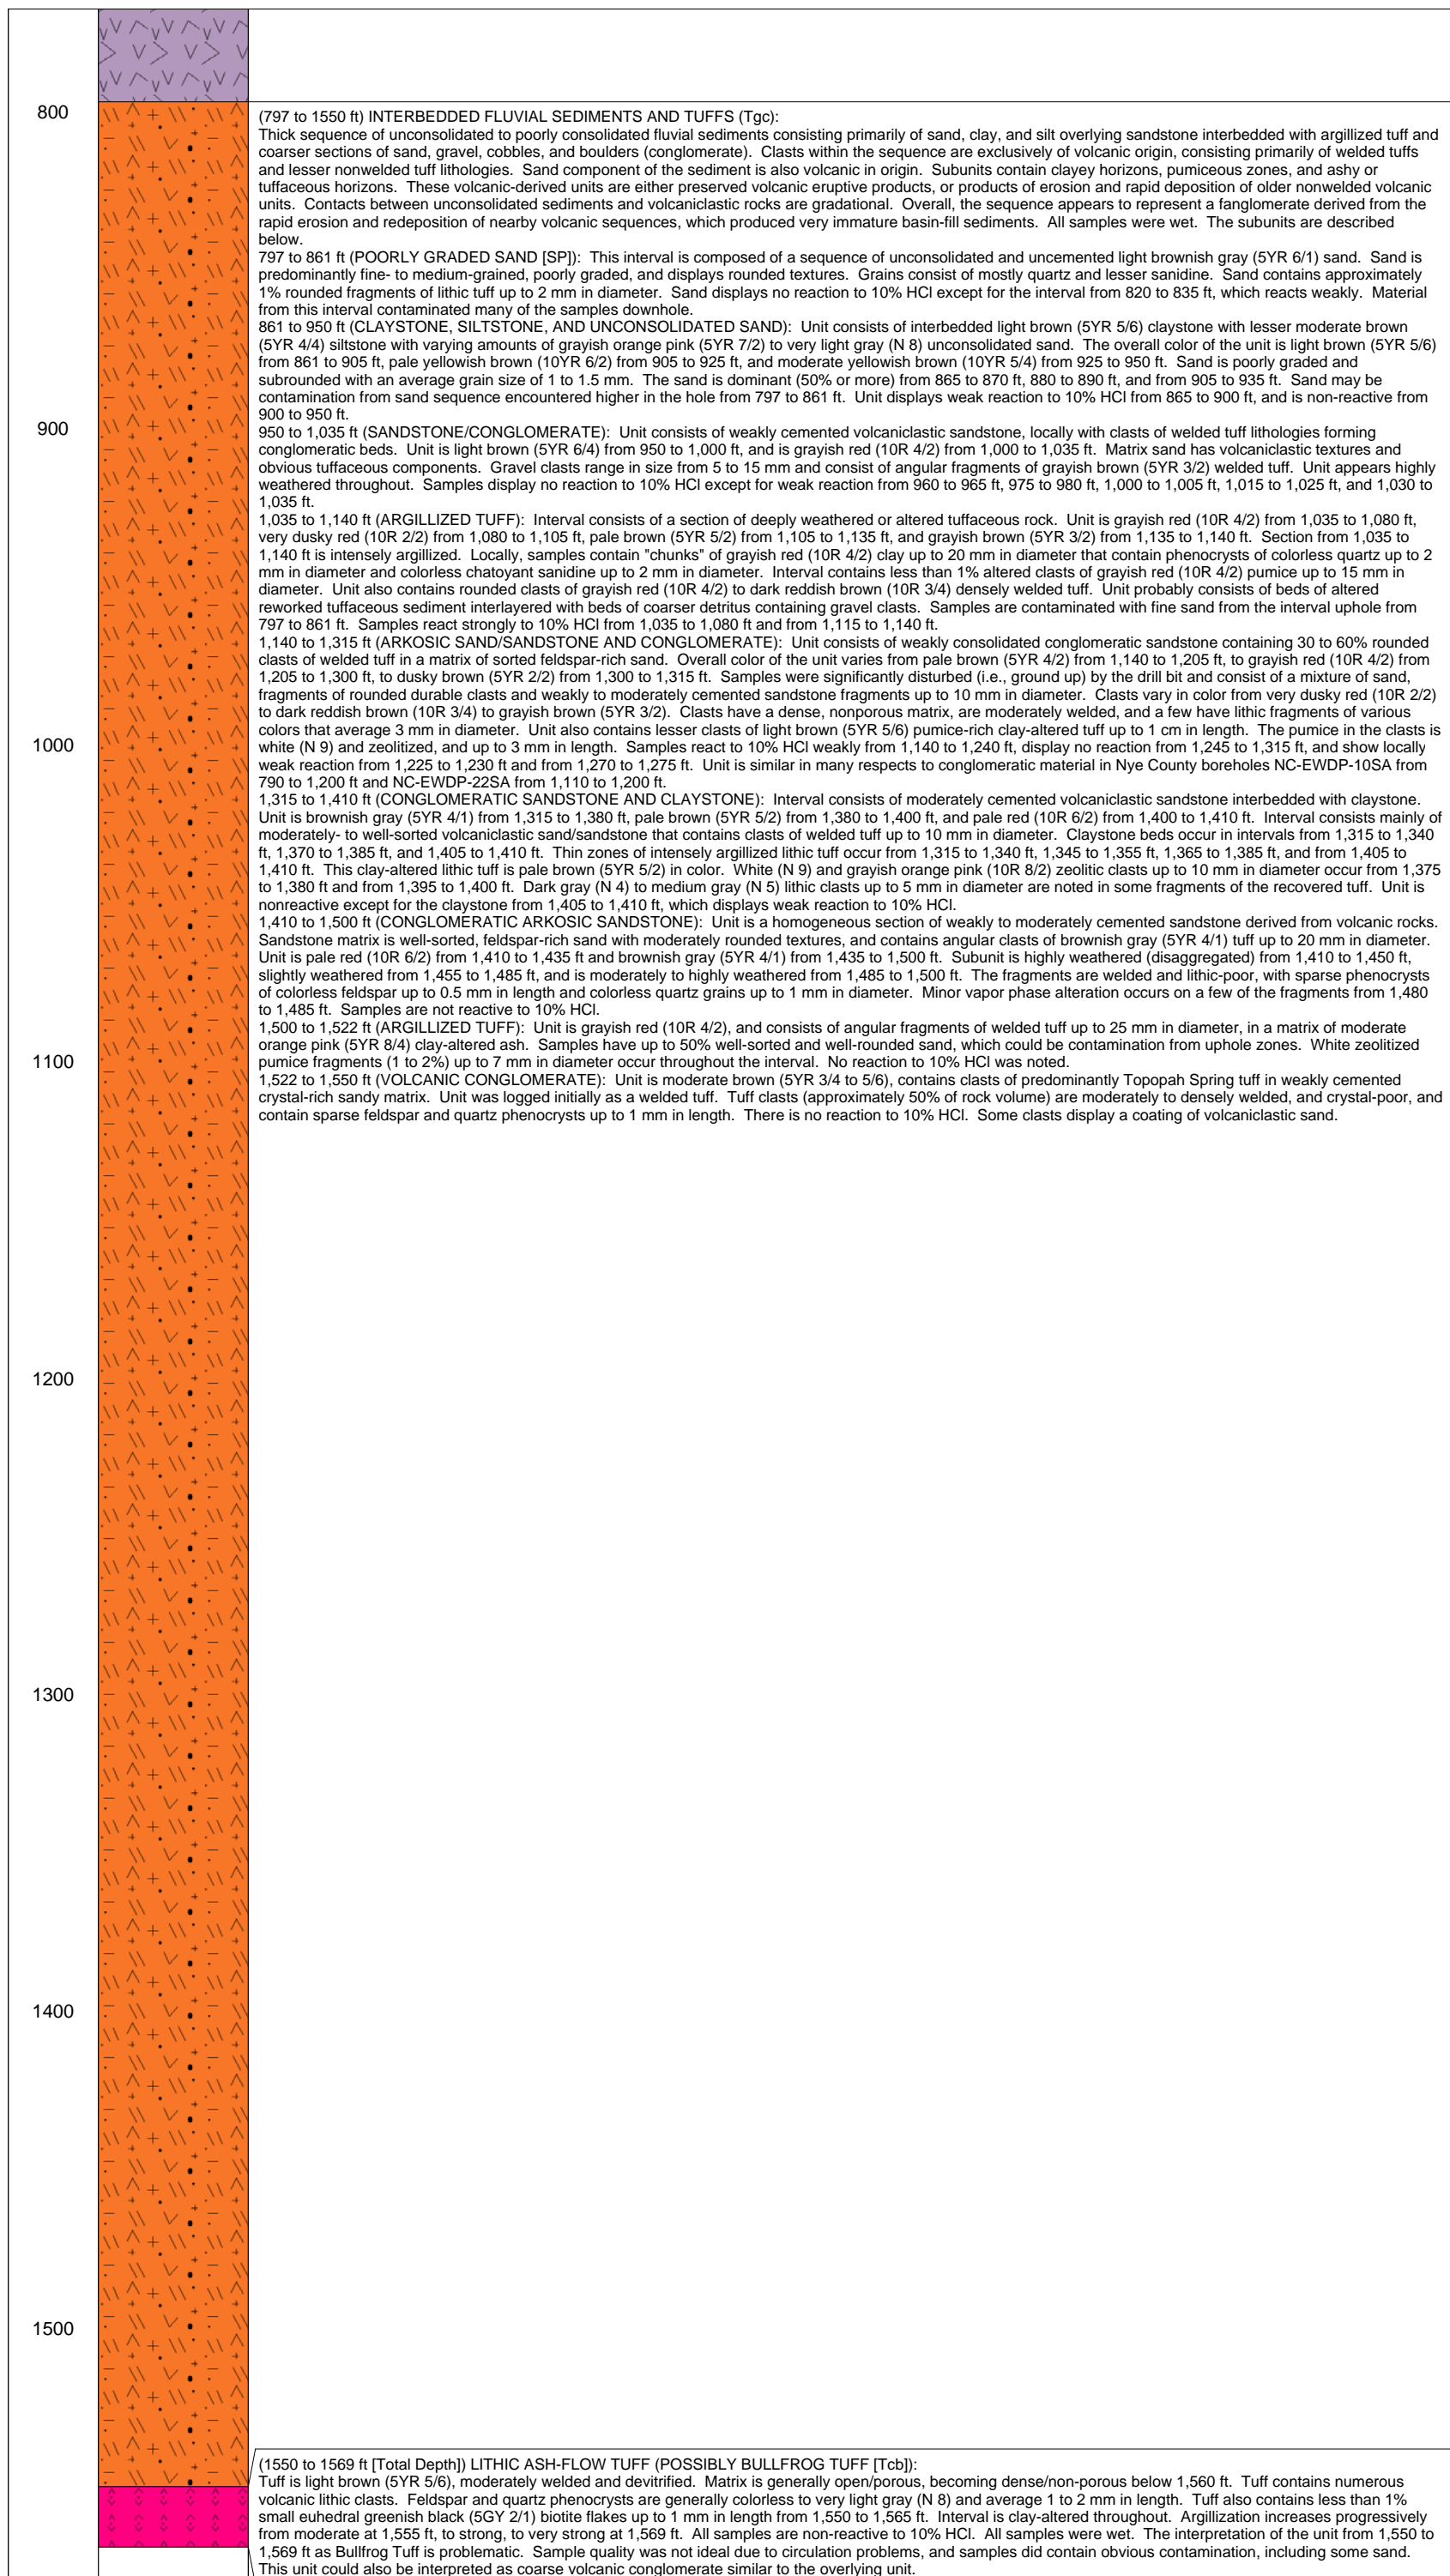 800
(797 to 1550 ft) INTERBEDDED FLUVIAL SEDIMENTS AND TUFFS (Tgc):
Thick sequence of unconsolidated to poorly consolidated fluvial sediments consisting primarily of sand, clay, and silt overlying sandstone interbedded with argillized tuff and
coarser sections of sand, gravel, cobbles, and boulders (conglomerate). Clasts within the sequence are exclusively of volcanic origin, consisting primarily of welded tuffs
and lesser nonwelded tuff lithologies. Sand component of the sediment is also volcanic in origin. Subunits contain clayey horizons, pumiceous zones, and ashy or
tuffaceous horizons. These volcanic-derived units are either preserved volcanic eruptive products, or products of erosion and rapid deposition of older nonwelded volcanic
units. Contacts between unconsolidated sediments and volcaniclastic rocks are gradational. Overall, the sequence appears to represent a fanglomerate derived from the
rapid erosion and redeposition of nearby volcanic sequences, which produced very immature basin-fill sediments. All samples were wet. The subunits are described
below.
797 to 861 ft (POORLY GRADED SAND [SP]): This interval is composed of a sequence of unconsolidated and uncemented light brownish gray (5YR 6/1) sand. Sand is
predominantly fine- to medium-grained, poorly graded, and displays rounded textures. Grains consist of mostly quartz and lesser sanidine. Sand contains approximately
1% rounded fragments of lithic tuff up to 2 mm in diameter. Sand displays no reaction to 10% HCl except for the interval from 820 to 835 ft, which reacts weakly. Material
from this interval contaminated many of the samples downhole.
861 to 950 ft (CLAYSTONE, SILTSTONE, AND UNCONSOLIDATED SAND): Unit consists of interbedded light brown (5YR 5/6) claystone with lesser moderate brown
(5YR 4/4) siltstone with varying amounts of grayish orange pink (5YR 7/2) to very light gray (N 8) unconsolidated sand. The overall color of the unit is light brown (5YR 5/6)
from 861 to 905 ft, pale yellowish brown (10YR 6/2) from 905 to 925 ft, and moderate yellowish brown (10YR 5/4) from 925 to 950 ft. Sand is poorly graded and
subrounded with an average grain size of 1 to 1.5 mm. The sand is dominant (50% or more) from 865 to 870 ft, 880 to 890 ft, and from 905 to 935 ft. Sand may be
contamination from sand sequence encountered higher in the hole from 797 to 861 ft. Unit displays weak reaction to 10% HCl from 865 to 900 ft, and is non-reactive from
900 to 950 ft.
900
950 to 1,035 ft (SANDSTONE/CONGLOMERATE): Unit consists of weakly cemented volcaniclastic sandstone, locally with clasts of welded tuff lithologies forming
conglomeratic beds. Unit is light brown (5YR 6/4) from 950 to 1,000 ft, and is grayish red (10R 4/2) from 1,000 to 1,035 ft. Matrix sand has volcaniclastic textures and
obvious tuffaceous components. Gravel clasts range in size from 5 to 15 mm and consist of angular fragments of grayish brown (5YR 3/2) welded tuff. Unit appears highly
weathered throughout. Samples display no reaction to 10% HCl except for weak reaction from 960 to 965 ft, 975 to 980 ft, 1,000 to 1,005 ft, 1,015 to 1,025 ft, and 1,030 to
1,035 ft.
1,035 to 1,140 ft (ARGILLIZED TUFF): Interval consists of a section of deeply weathered or altered tuffaceous rock. Unit is grayish red (10R 4/2) from 1,035 to 1,080 ft,
very dusky red (10R 2/2) from 1,080 to 1,105 ft, pale brown (5YR 5/2) from 1,105 to 1,135 ft, and grayish brown (5YR 3/2) from 1,135 to 1,140 ft. Section from 1,035 to
1,140 ft is intensely argillized. Locally, samples contain "chunks" of grayish red (10R 4/2) clay up to 20 mm in diameter that contain phenocrysts of colorless quartz up to 2
mm in diameter and colorless chatoyant sanidine up to 2 mm in diameter. Interval contains less than 1% altered clasts of grayish red (10R 4/2) pumice up to 15 mm in
diameter. Unit also contains rounded clasts of grayish red (10R 4/2) to dark reddish brown (10R 3/4) densely welded tuff. Unit probably consists of beds of altered
reworked tuffaceous sediment interlayered with beds of coarser detritus containing gravel clasts. Samples are contaminated with fine sand from the interval uphole from
797 to 861 ft. Samples react strongly to 10% HCl from 1,035 to 1,080 ft and from 1,115 to 1,140 ft.
1,140 to 1,315 ft (ARKOSIC SAND/SANDSTONE AND CONGLOMERATE): Unit consists of weakly consolidated conglomeratic sandstone containing 30 to 60% rounded
clasts of welded tuff in a matrix of sorted feldspar-rich sand. Overall color of the unit varies from pale brown (5YR 4/2) from 1,140 to 1,205 ft, to grayish red (10R 4/2) from
1,205 to 1,300 ft, to dusky brown (5YR 2/2) from 1,300 to 1,315 ft. Samples were significantly disturbed (i.e., ground up) by the drill bit and consist of a mixture of sand,
fragments of rounded durable clasts and weakly to moderately cemented sandstone fragments up to 10 mm in diameter. Clasts vary in color from very dusky red (10R 2/2)
to dark reddish brown (10R 3/4) to grayish brown (5YR 3/2). Clasts have a dense, nonporous matrix, are moderately welded, and a few have lithic fragments of various
colors that average 3 mm in diameter. Unit also contains lesser clasts of light brown (5YR 5/6) pumice-rich clay-altered tuff up to 1 cm in length. The pumice in the clasts is
1000
white (N 9) and zeolitized, and up to 3 mm in length. Samples react to 10% HCl weakly from 1,140 to 1,240 ft, display no reaction from 1,245 to 1,315 ft, and show locally
weak reaction from 1,225 to 1,230 ft and from 1,270 to 1,275 ft. Unit is similar in many respects to conglomeratic material in Nye County boreholes NC-EWDP-10SA from
790 to 1,200 ft and NC-EWDP-22SA from 1,110 to 1,200 ft.
1,315 to 1,410 ft (CONGLOMERATIC SANDSTONE AND CLAYSTONE): Interval consists of moderately cemented volcaniclastic sandstone interbedded with claystone.
Unit is brownish gray (5YR 4/1) from 1,315 to 1,380 ft, pale brown (5YR 5/2) from 1,380 to 1,400 ft, and pale red (10R 6/2) from 1,400 to 1,410 ft. Interval consists mainly of
moderately- to well-sorted volcaniclastic sand/sandstone that contains clasts of welded tuff up to 10 mm in diameter. Claystone beds occur in intervals from 1,315 to 1,340
ft, 1,370 to 1,385 ft, and 1,405 to 1,410 ft. Thin zones of intensely argillized lithic tuff occur from 1,315 to 1,340 ft, 1,345 to 1,355 ft, 1,365 to 1,385 ft, and from 1,405 to
1,410 ft. This clay-altered lithic tuff is pale brown (5YR 5/2) in color. White (N 9) and grayish orange pink (10R 8/2) zeolitic clasts up to 10 mm in diameter occur from 1,375
to 1,380 ft and from 1,395 to 1,400 ft. Dark gray (N 4) to medium gray (N 5) lithic clasts up to 5 mm in diameter are noted in some fragments of the recovered tuff. Unit is
nonreactive except for the claystone from 1,405 to 1,410 ft, which displays weak reaction to 10% HCl.
1,410 to 1,500 ft (CONGLOMERATIC ARKOSIC SANDSTONE): Unit is a homogeneous section of weakly to moderately cemented sandstone derived from volcanic rocks.
Sandstone matrix is well-sorted, feldspar-rich sand with moderately rounded textures, and contains angular clasts of brownish gray (5YR 4/1) tuff up to 20 mm in diameter.
Unit is pale red (10R 6/2) from 1,410 to 1,435 ft and brownish gray (5YR 4/1) from 1,435 to 1,500 ft. Subunit is highly weathered (disaggregated) from 1,410 to 1,450 ft,
slightly weathered from 1,455 to 1,485 ft, and is moderately to highly weathered from 1,485 to 1,500 ft. The fragments are welded and lithic-poor, with sparse phenocrysts
of colorless feldspar up to 0.5 mm in length and colorless quartz grains up to 1 mm in diameter. Minor vapor phase alteration occurs on a few of the fragments from 1,480
to 1,485 ft. Samples are not reactive to 10% HCl.
1,500 to 1,522 ft (ARGILLIZED TUFF): Unit is grayish red (10R 4/2), and consists of angular fragments of welded tuff up to 25 mm in diameter, in a matrix of moderate
orange pink (5YR 8/4) clay-altered ash. Samples have up to 50% well-sorted and well-rounded sand, which could be contamination from uphole zones. White zeolitized
1100
pumice fragments (1 to 2%) up to 7 mm in diameter occur throughout the interval. No reaction to 10% HCl was noted.
1,522 to 1,550 ft (VOLCANIC CONGLOMERATE): Unit is moderate brown (5YR 3/4 to 5/6), contains clasts of predominantly Topopah Spring tuff in weakly cemented
crystal-rich sandy matrix. Unit was logged initially as a welded tuff. Tuff clasts (approximately 50% of rock volume) are moderately to densely welded, and crystal-poor, and
contain sparse feldspar and quartz phenocrysts up to 1 mm in length. There is no reaction to 10% HCl. Some clasts display a coating of volcaniclastic sand.
1200
1300
1400
1500
(1550 to 1569 ft [Total Depth]) LITHIC ASH-FLOW TUFF (POSSIBLY BULLFROG TUFF [Tcb]):
Tuff is light brown (5YR 5/6), moderately welded and devitrified. Matrix is generally open/porous, becoming dense/non-porous below 1,560 ft. Tuff contains numerous
volcanic lithic clasts. Feldspar and quartz phenocrysts are generally colorless to very light gray (N 8) and average 1 to 2 mm in length. Tuff also contains less than 1%
small euhedral greenish black (5GY 2/1) biotite flakes up to 1 mm in length from 1,550 to 1,565 ft. Interval is clay-altered throughout. Argillization increases progressively
from moderate at 1,555 ft, to strong, to very strong at 1,569 ft. All samples are non-reactive to 10% HCl. All samples were wet. The interpretation of the unit from 1,550 to
1,569 ft as Bullfrog Tuff is problematic. Sample quality was not ideal due to circulation problems, and samples did contain obvious contamination, including some sand.
This unit could also be interpreted as coarse volcanic conglomerate similar to the overlying unit.